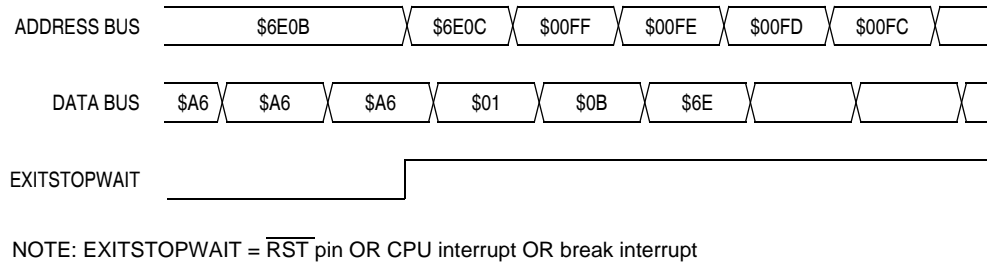 ADDRESS BUS $6E0B $6E0C $00FF $00FE $00FD $00FC
DATA BUS $A6 $A6 $A6 $01 $0B $6E
EXITSTOPWAIT
NOTE: EXITSTOPWAIT = RST pin OR CPU interrupt OR break interrupt